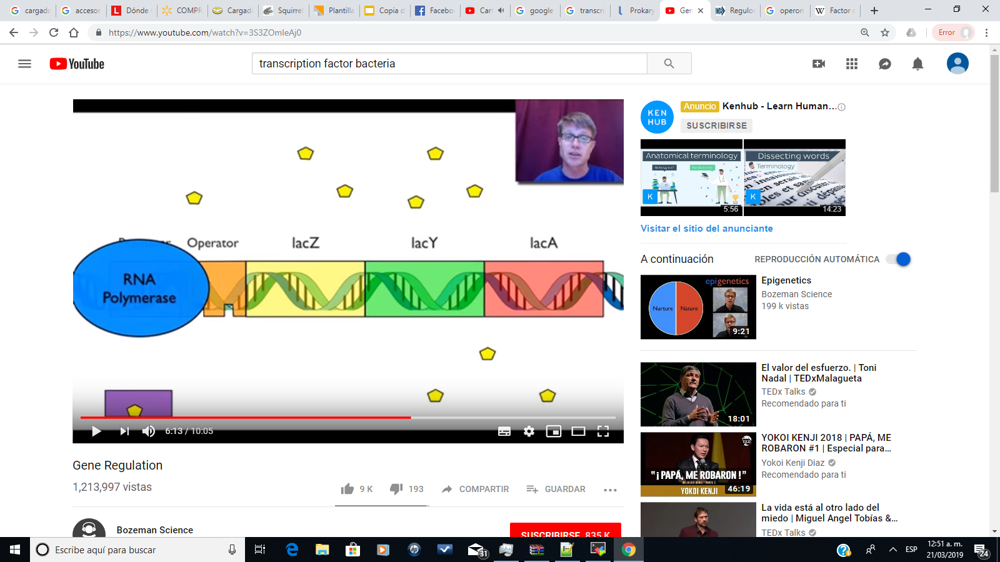 cargado
accesor
Dónde
COMPR
Cargado
Squirrel
Plantilla
Copia d
Faceboo
Cart
google
transcri
Prokary
Gen
Regulon
operon
Factor
https://www.youtube.com/watch?v=3S3ZOmleAj0
Error
YouTube
transcription factor bacteria
Operator
lacZ
lacY
lacA
RNA
Polymerase
6:13 / 10:05
Gene Regulation
1,213,997 vistas
9 K
193
COMPARTIR
GUARDAR
Bozeman Science
SUSCRIBIRSE 835 K
KEN
HUB
Anuncio Kenhub - Learn Human...
SUSCRIBIRSE
Anatomical terminology
K
5:56
Dissecting words
Terminology
K
14:23
Visitar el sitio del anunciante
A continuación
REPRODUCCIÓN AUTOMÁTICA
epigenetics
Nurture
Nature
9:21
Epigenetics
Bozeman Science
199 k vistas
18:01
El valor del esfuerzo. | Toni
Nadal | TEDxMalagueta
TEDx Talks
Recomendado para ti
"¡ PAPÁ, ME ROBARON !"
YOKOI KENJI
46:19
YOKOI KENJI 2018 | PAPÁ, ME
ROBARON #1 | Especial para...
Yokoi Kenji Diaz
Recomendado para ti
La vida está al otro lado del
miedo | Miguel Angel Tobías &...
TEDx Talks
Escribe aquí para buscar
31
ESP
12:51 a. m.
21/03/2019
24